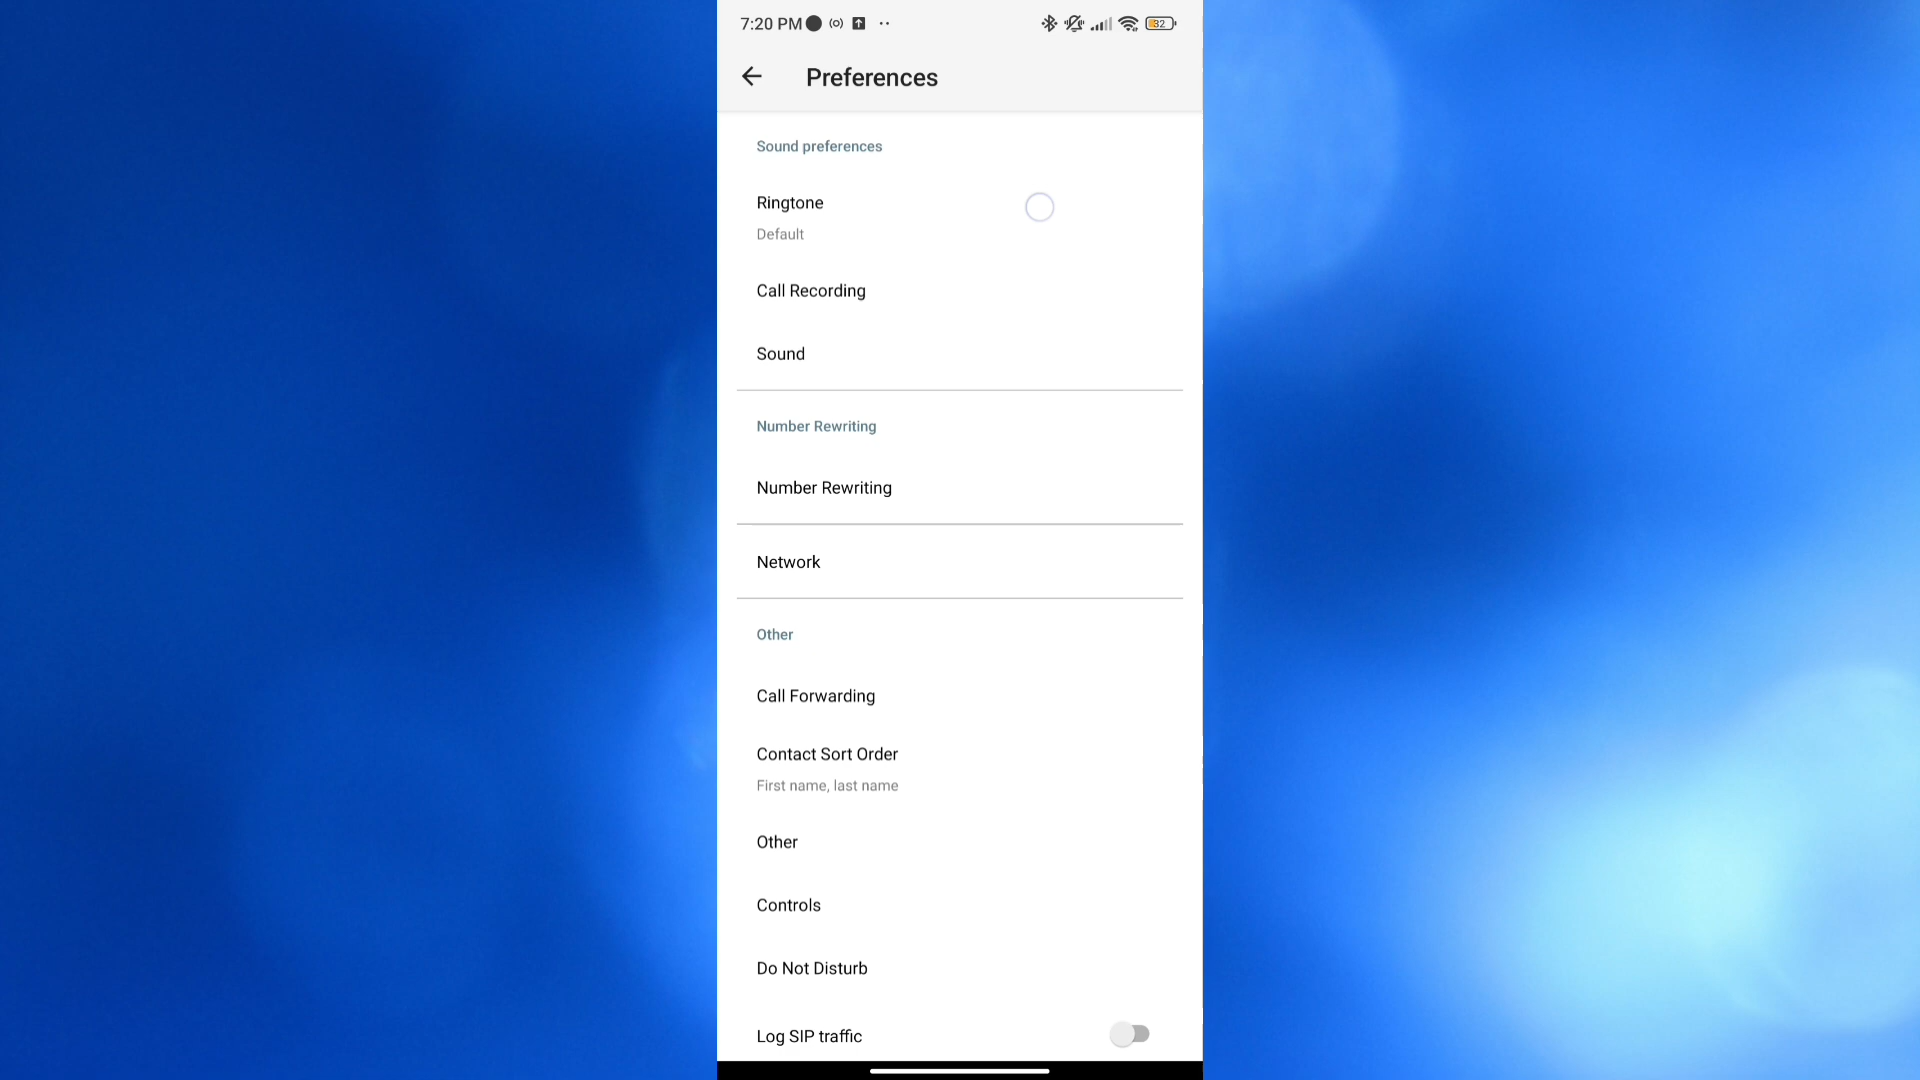 7:20 PM
32
Preferences
Sound preferences
Ringtone
Default
Call Recording
Sound
Number Rewriting
Number Rewriting
Network
Other
Call Forwarding
Contact Sort Order
First name, last name
Other
Controls
Do Not Disturb
Log SIP traffic